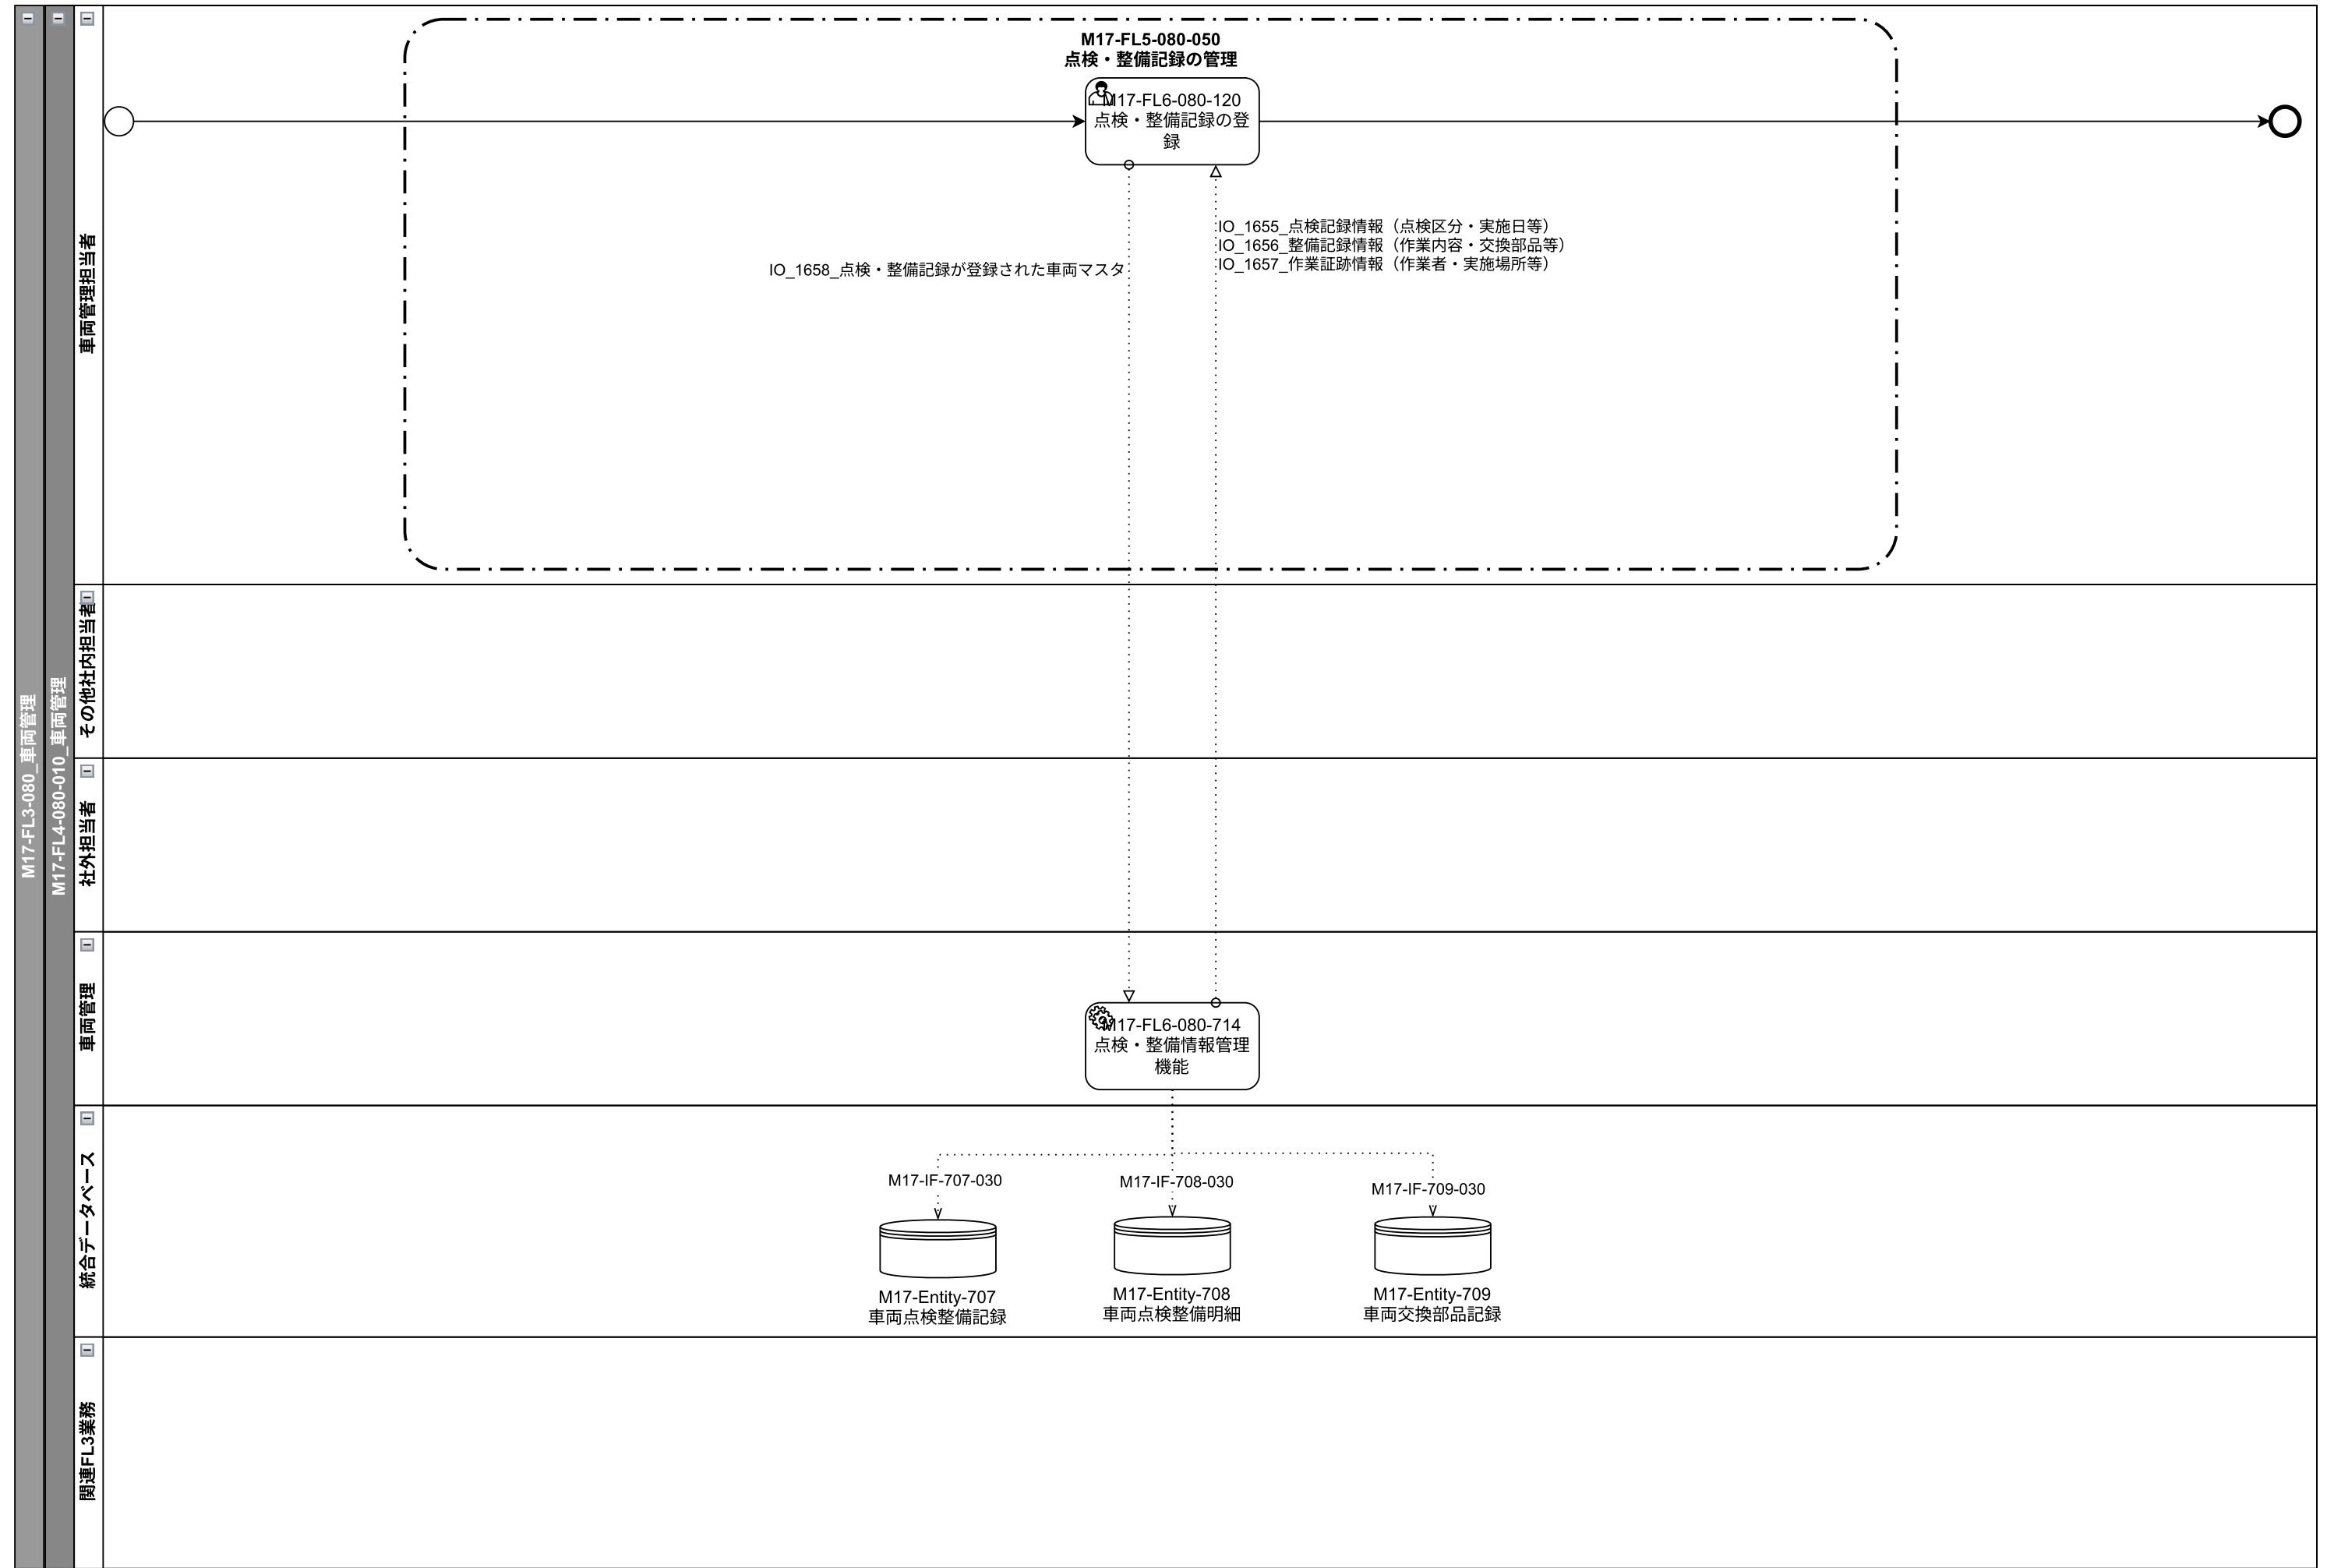 M17-FL3-080_車両管理
M17-FL4-080-010_車両管理
車両管理担当者
M17-FL5-080-050
点検・整備記録の管理
M17-FL6-080-120
点検・整備記録の登
録
IO_1655_点検記録情報（点検区分・実施日等）
IO_1656_整備記録情報（作業内容・交換部品等）
IO_1657_作業証跡情報（作業者・実施場所等）
IO_1658_点検・整備記録が登録された車両マスタ
その他社内担当者
社外担当者
車両管理
M17-FL6-080-714
点検・整備情報管理
機能
統合データベース
M17-IF-707-030
M17-IF-708-030
M17-IF-709-030
M17-Entity-707
車両点検整備記録
M17-Entity-708
車両点検整備明細
M17-Entity-709
車両交換部品記録
関連FL3業務